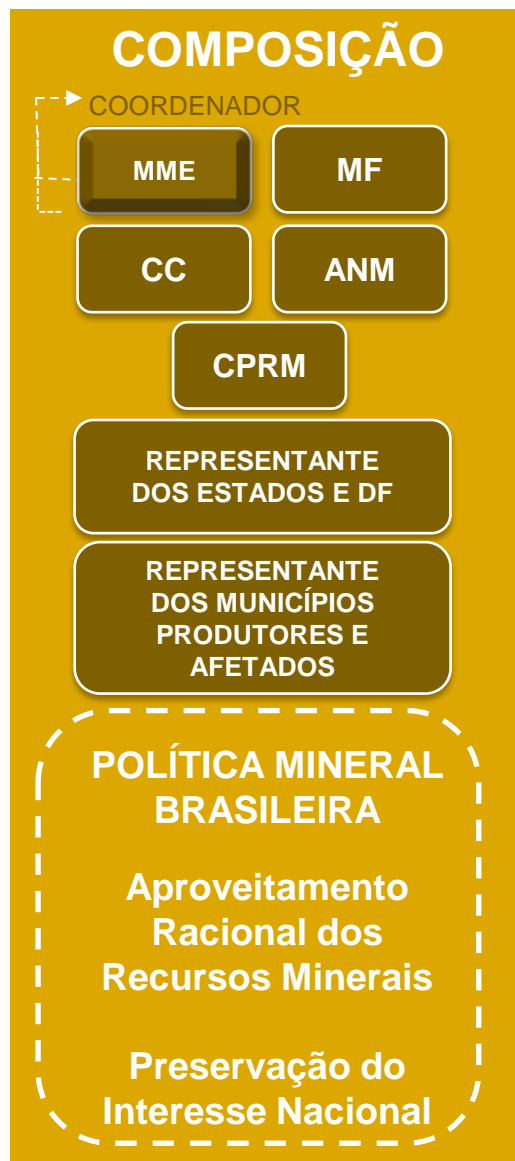 COMPOSIÇÃO
COORDENADOR
MME
MF
CC
ANM
CPRM
REPRESENTANTE
DOS ESTADOS E DF
REPRESENTANTE
DOS MUNICÍPIOS
PRODUTORES E
AFETADOS
POLÍTICA MINERAL
BRASILEIRA
Aproveitamento
Racional dos
Recursos Minerais
Preservação do
Interesse Nacional